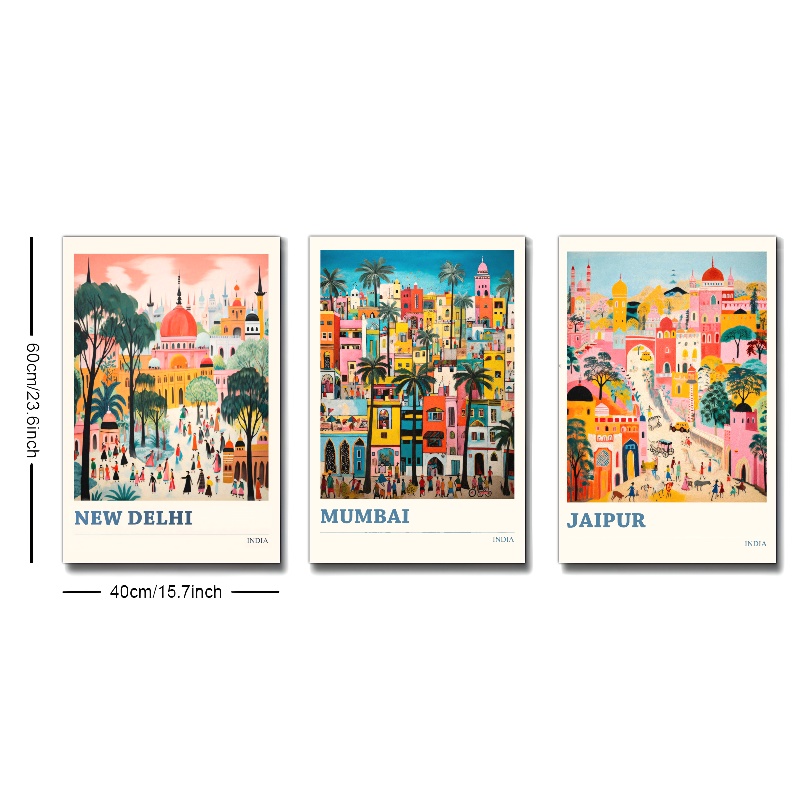 60cm/23.6inch
NEW DELHI
INDIA
MUMBAI
INDIA
JAIPUR
INDIA
40cm/15.7inch